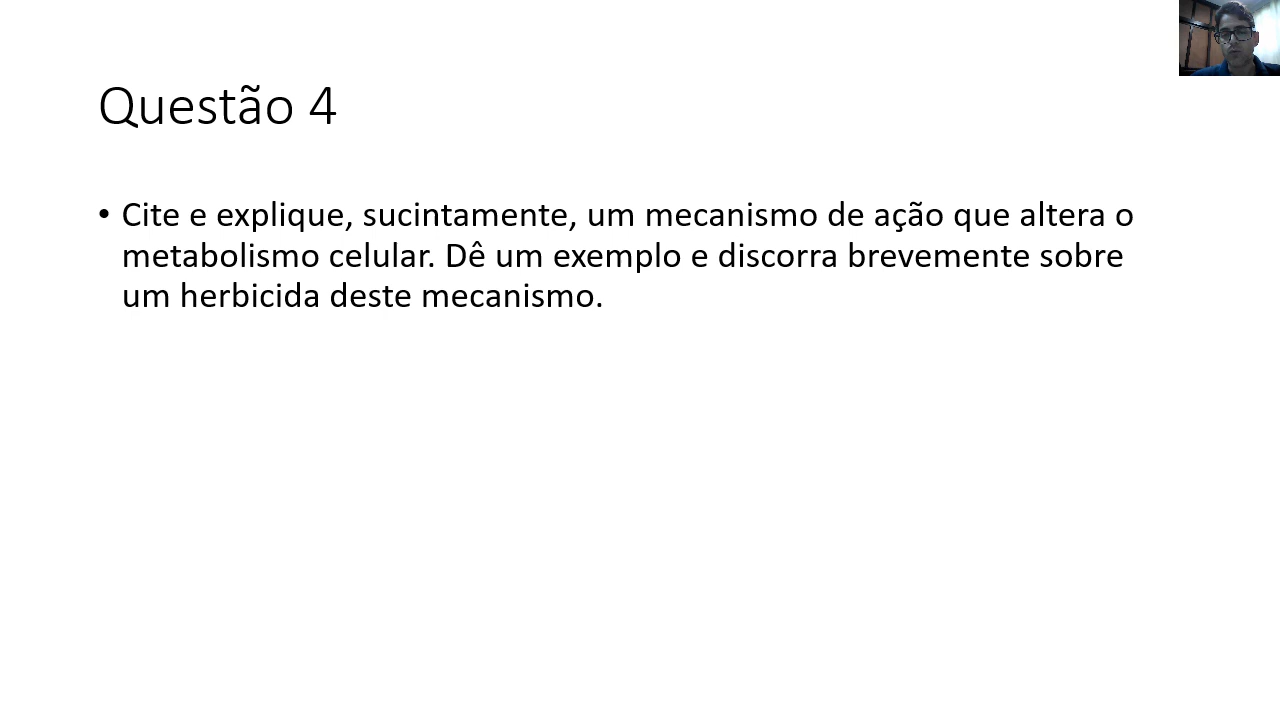 Questão 4
• Cite e explique, sucintamente, um mecanismo de ação que altera o
metabolismo celular. Dê um exemplo e discorra brevemente sobre
um herbicida deste mecanismo.